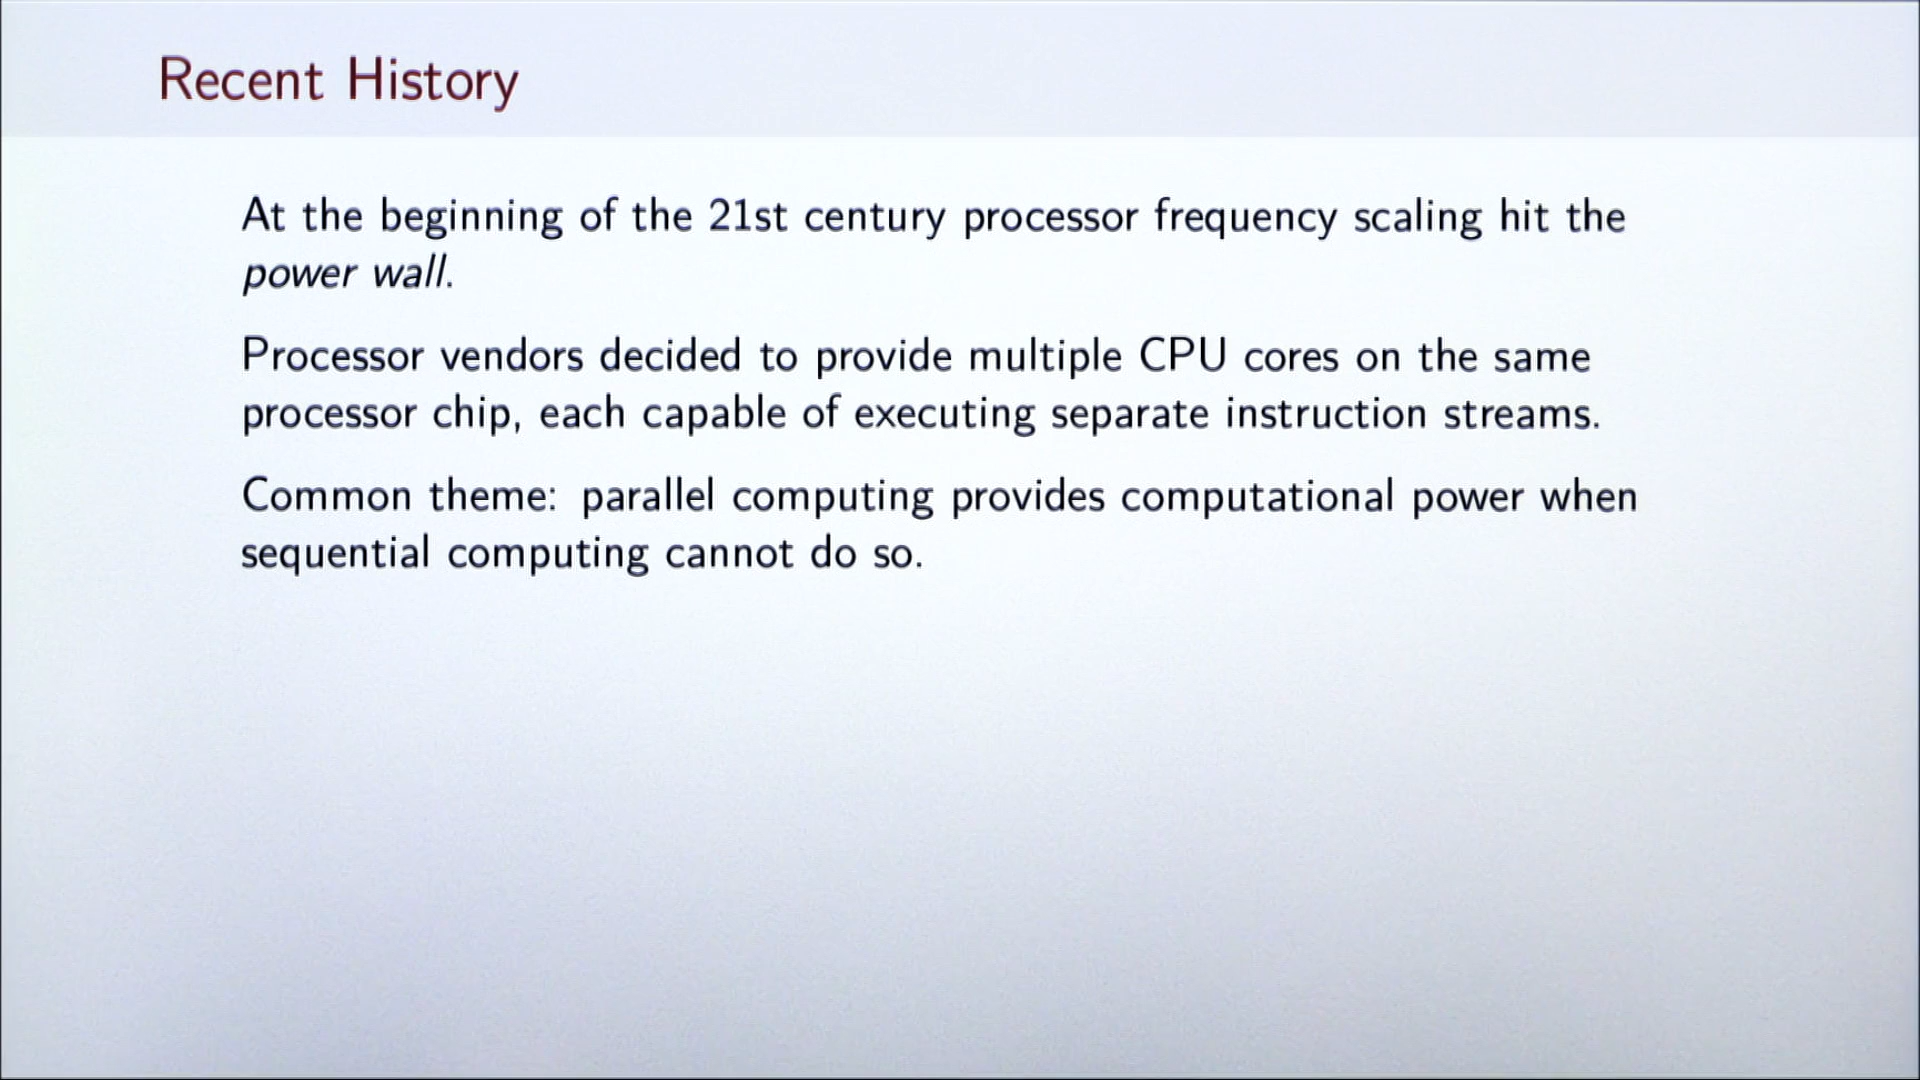 Recent History
At the beginning of the 21st century processor frequency scaling hit the
power wall.
Processor vendors decided to provide multiple CPU cores on the same
processor chip, each capable of executing separate instruction streams.
Common theme: parallel computing provides computational power when
sequential computing cannot do so.